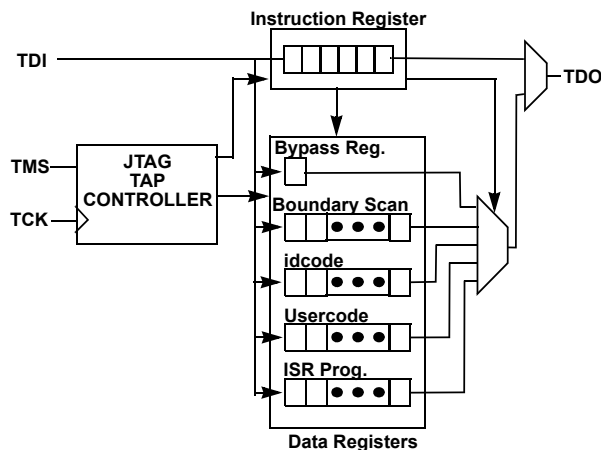 Instruction Register
TDI
TDO
Bypass Reg.
TMS
JTAG
TAP
CONTROLLER
TCK
Boundary Scan
idcode
Usercode
ISR Prog.
Data Registers